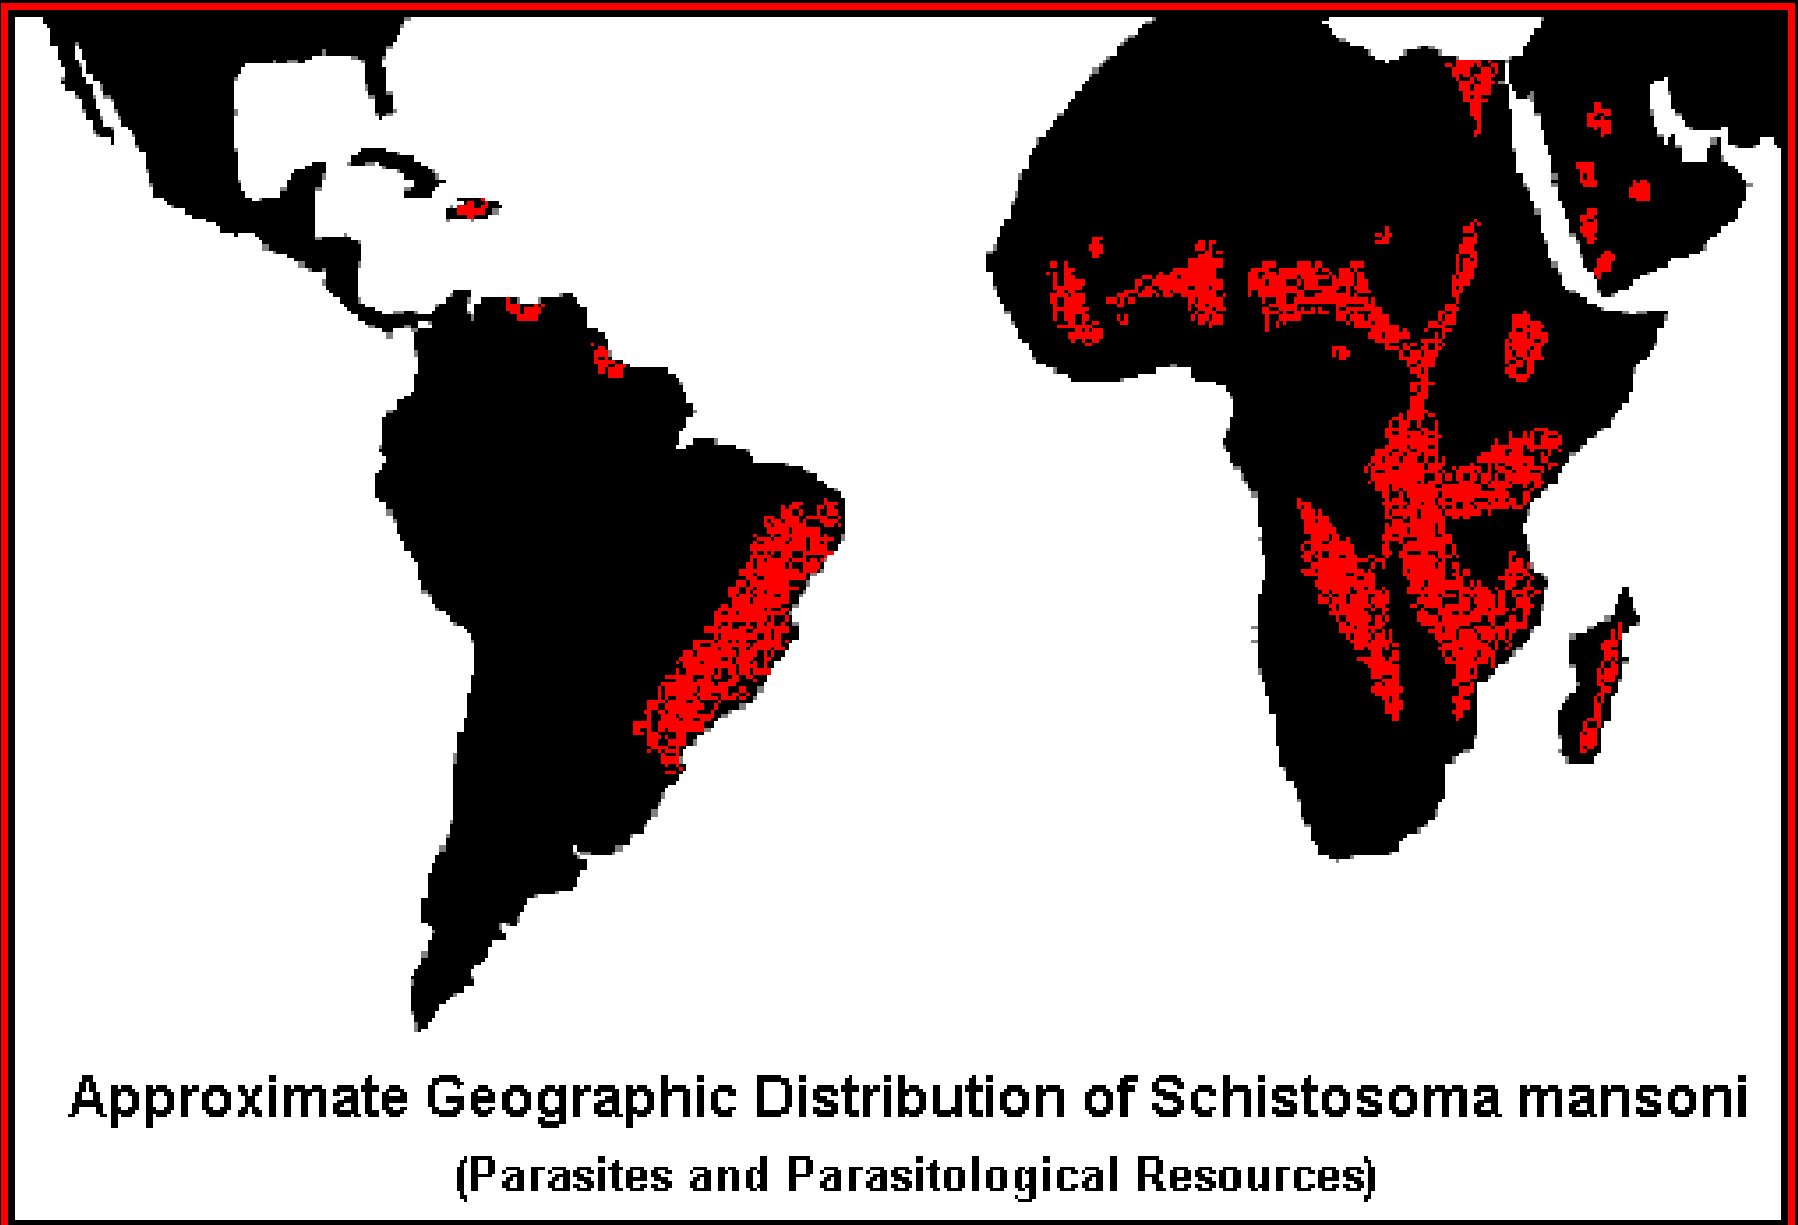 Approximate Geographic Distribution of Schistosoma mansoni
(Parasites and Parasitological Resources)